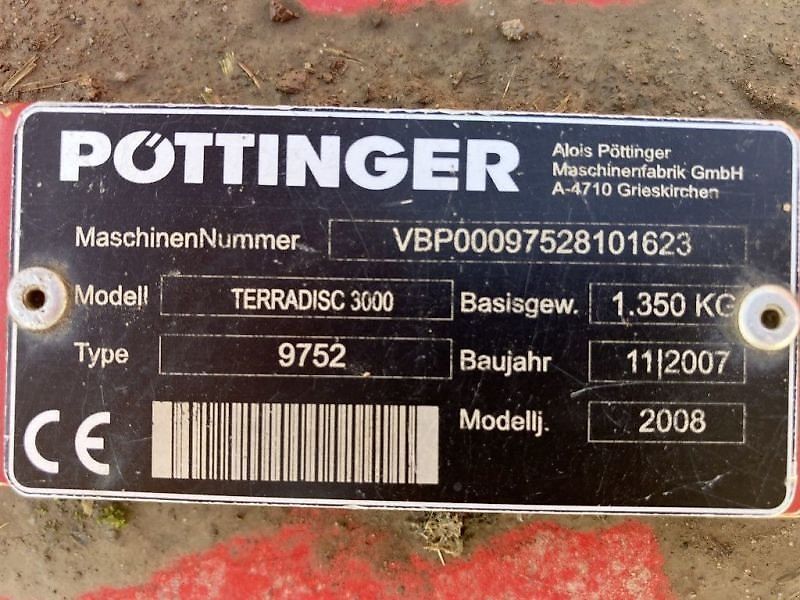 PÖTTINGER
Alois Pöttinger
Maschinenfabrik GmbH
A-4710 Grieskirchen
MaschinenNummer VBP00097528101623
Modell TERRADISC 3000 Basisgew. 1.350 KG
Type 9752 Baujahr 11|2007
CE Modellj. 2008